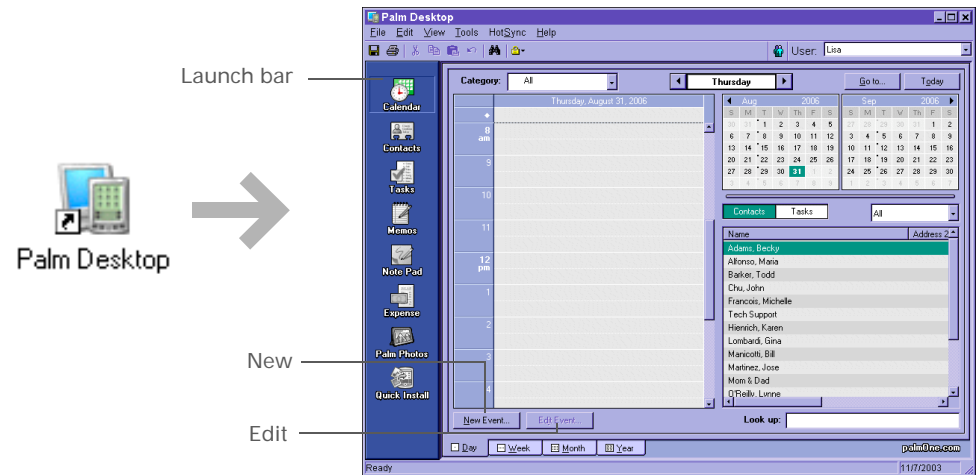 Palm Desktop
Launch bar
New
Edit
Palm Desktop
File Edit View Tools HotSync Help
User: Lisa
Calendar
Contacts
Tasks
Memos
Note Pad
Expense
Palm Photos
Quick Install
Category: All
Thursday
Go to... Today
Thursday, August 31, 2006
8 am
9
10
11
12 pm
1
2
3
4
Aug 2006
S M T W Th F S
30 31 1 2 3 4 5
6 7 8 9 10 11 12
13 14 15 16 17 18 19
20 21 22 23 24 25 26
27 28 29 30 31 1 2
3 4 5 6 7 8 9
Sep 2006
S M T W Th F S
27 28 29 30 31 1 2
3 4 5 6 7 8 9
10 11 12 13 14 15 16
17 18 19 20 21 22 23
24 25 26 27 28 29 30
1 2 3 4 5 6 7
Contacts Tasks All
Name Address 2
Adams, Becky
Alfonso, Maria
Barker, Todd
Chu, John
Francois, Michelle
Tech Support
Hienrich, Karen
Lombardi, Gina
Manicotti, Bill
Martinez, Jose
Mom & Dad
O'Reilly, Lynne
New Event... Edit Event...
Look up:
Day Week Month Year
palmOne.com
Ready 11/7/2003